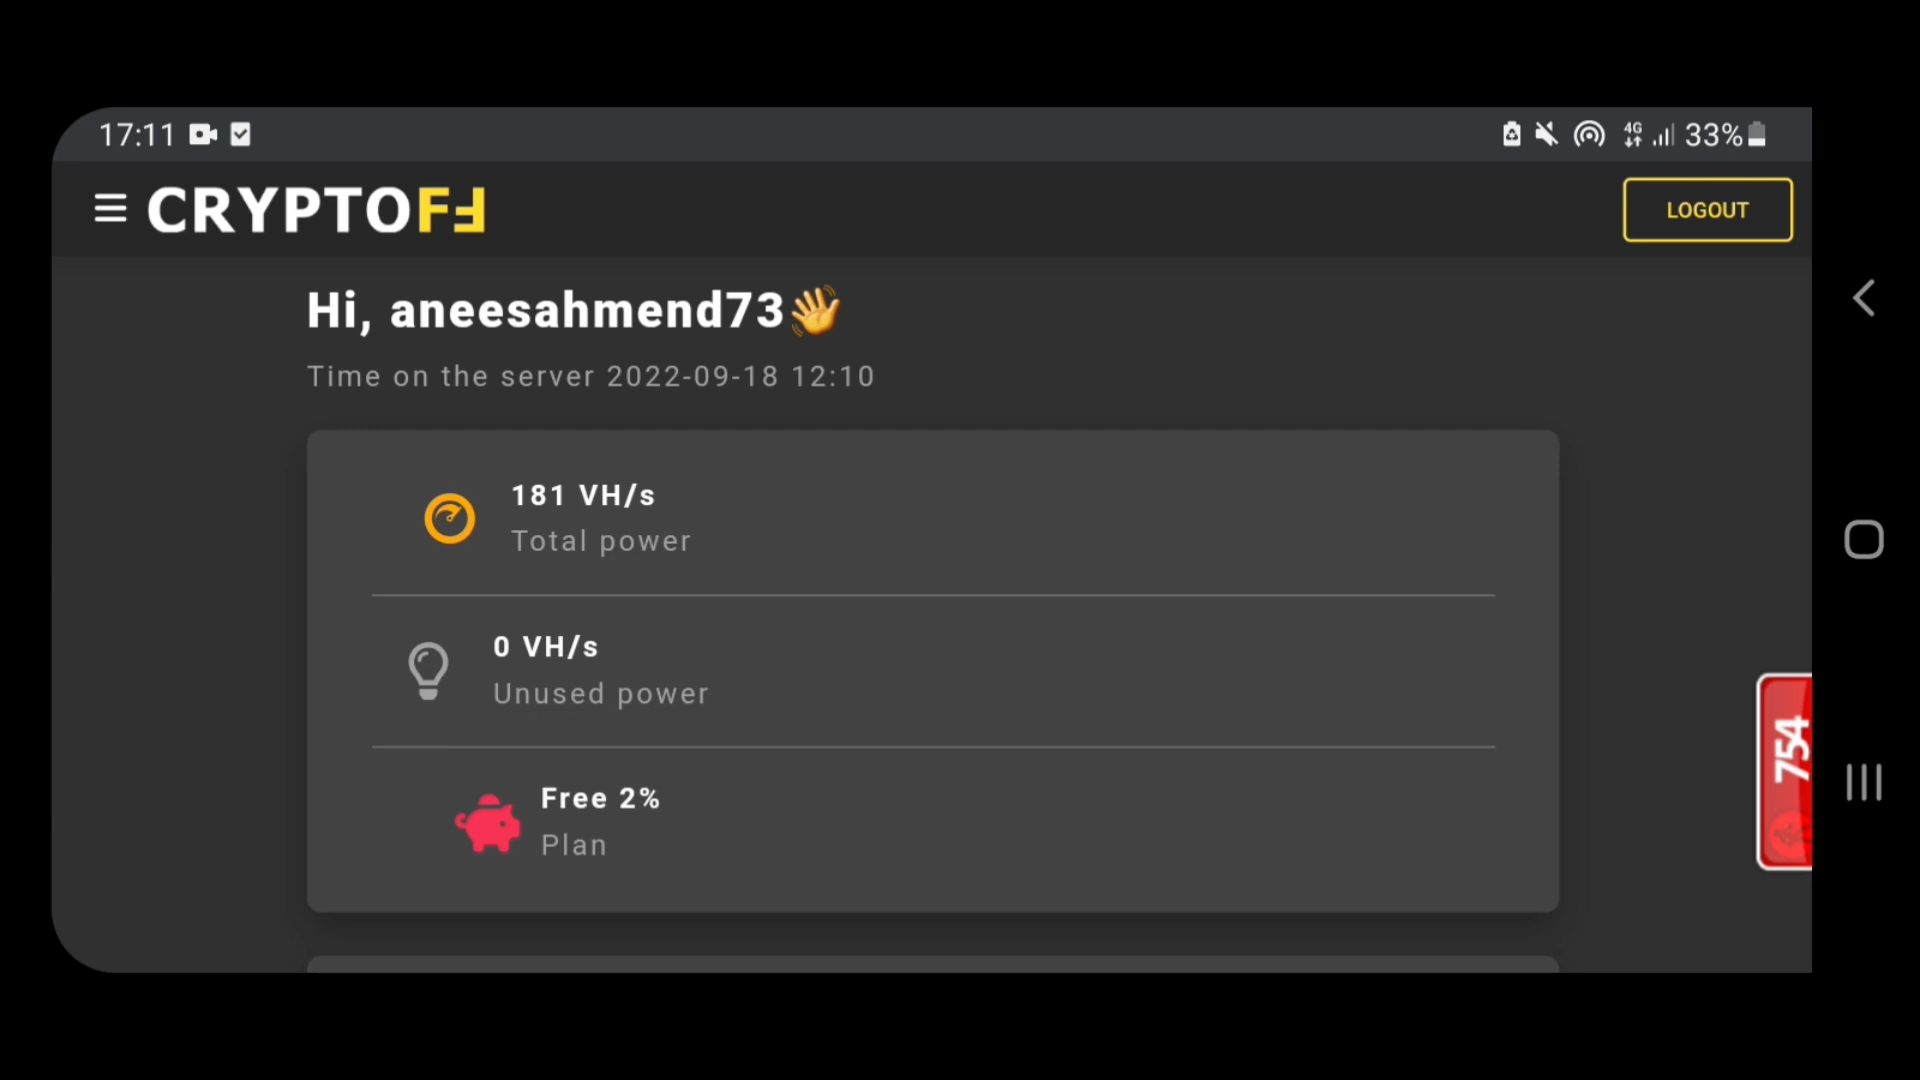 17:11
4G 33%
CRYPTOFF
LOGOUT
Hi, aneesahmend73👋
Time on the server 2022-09-18 12:10
181 VH/s
Total power
0 VH/s
Unused power
754
Free 2%
Plan